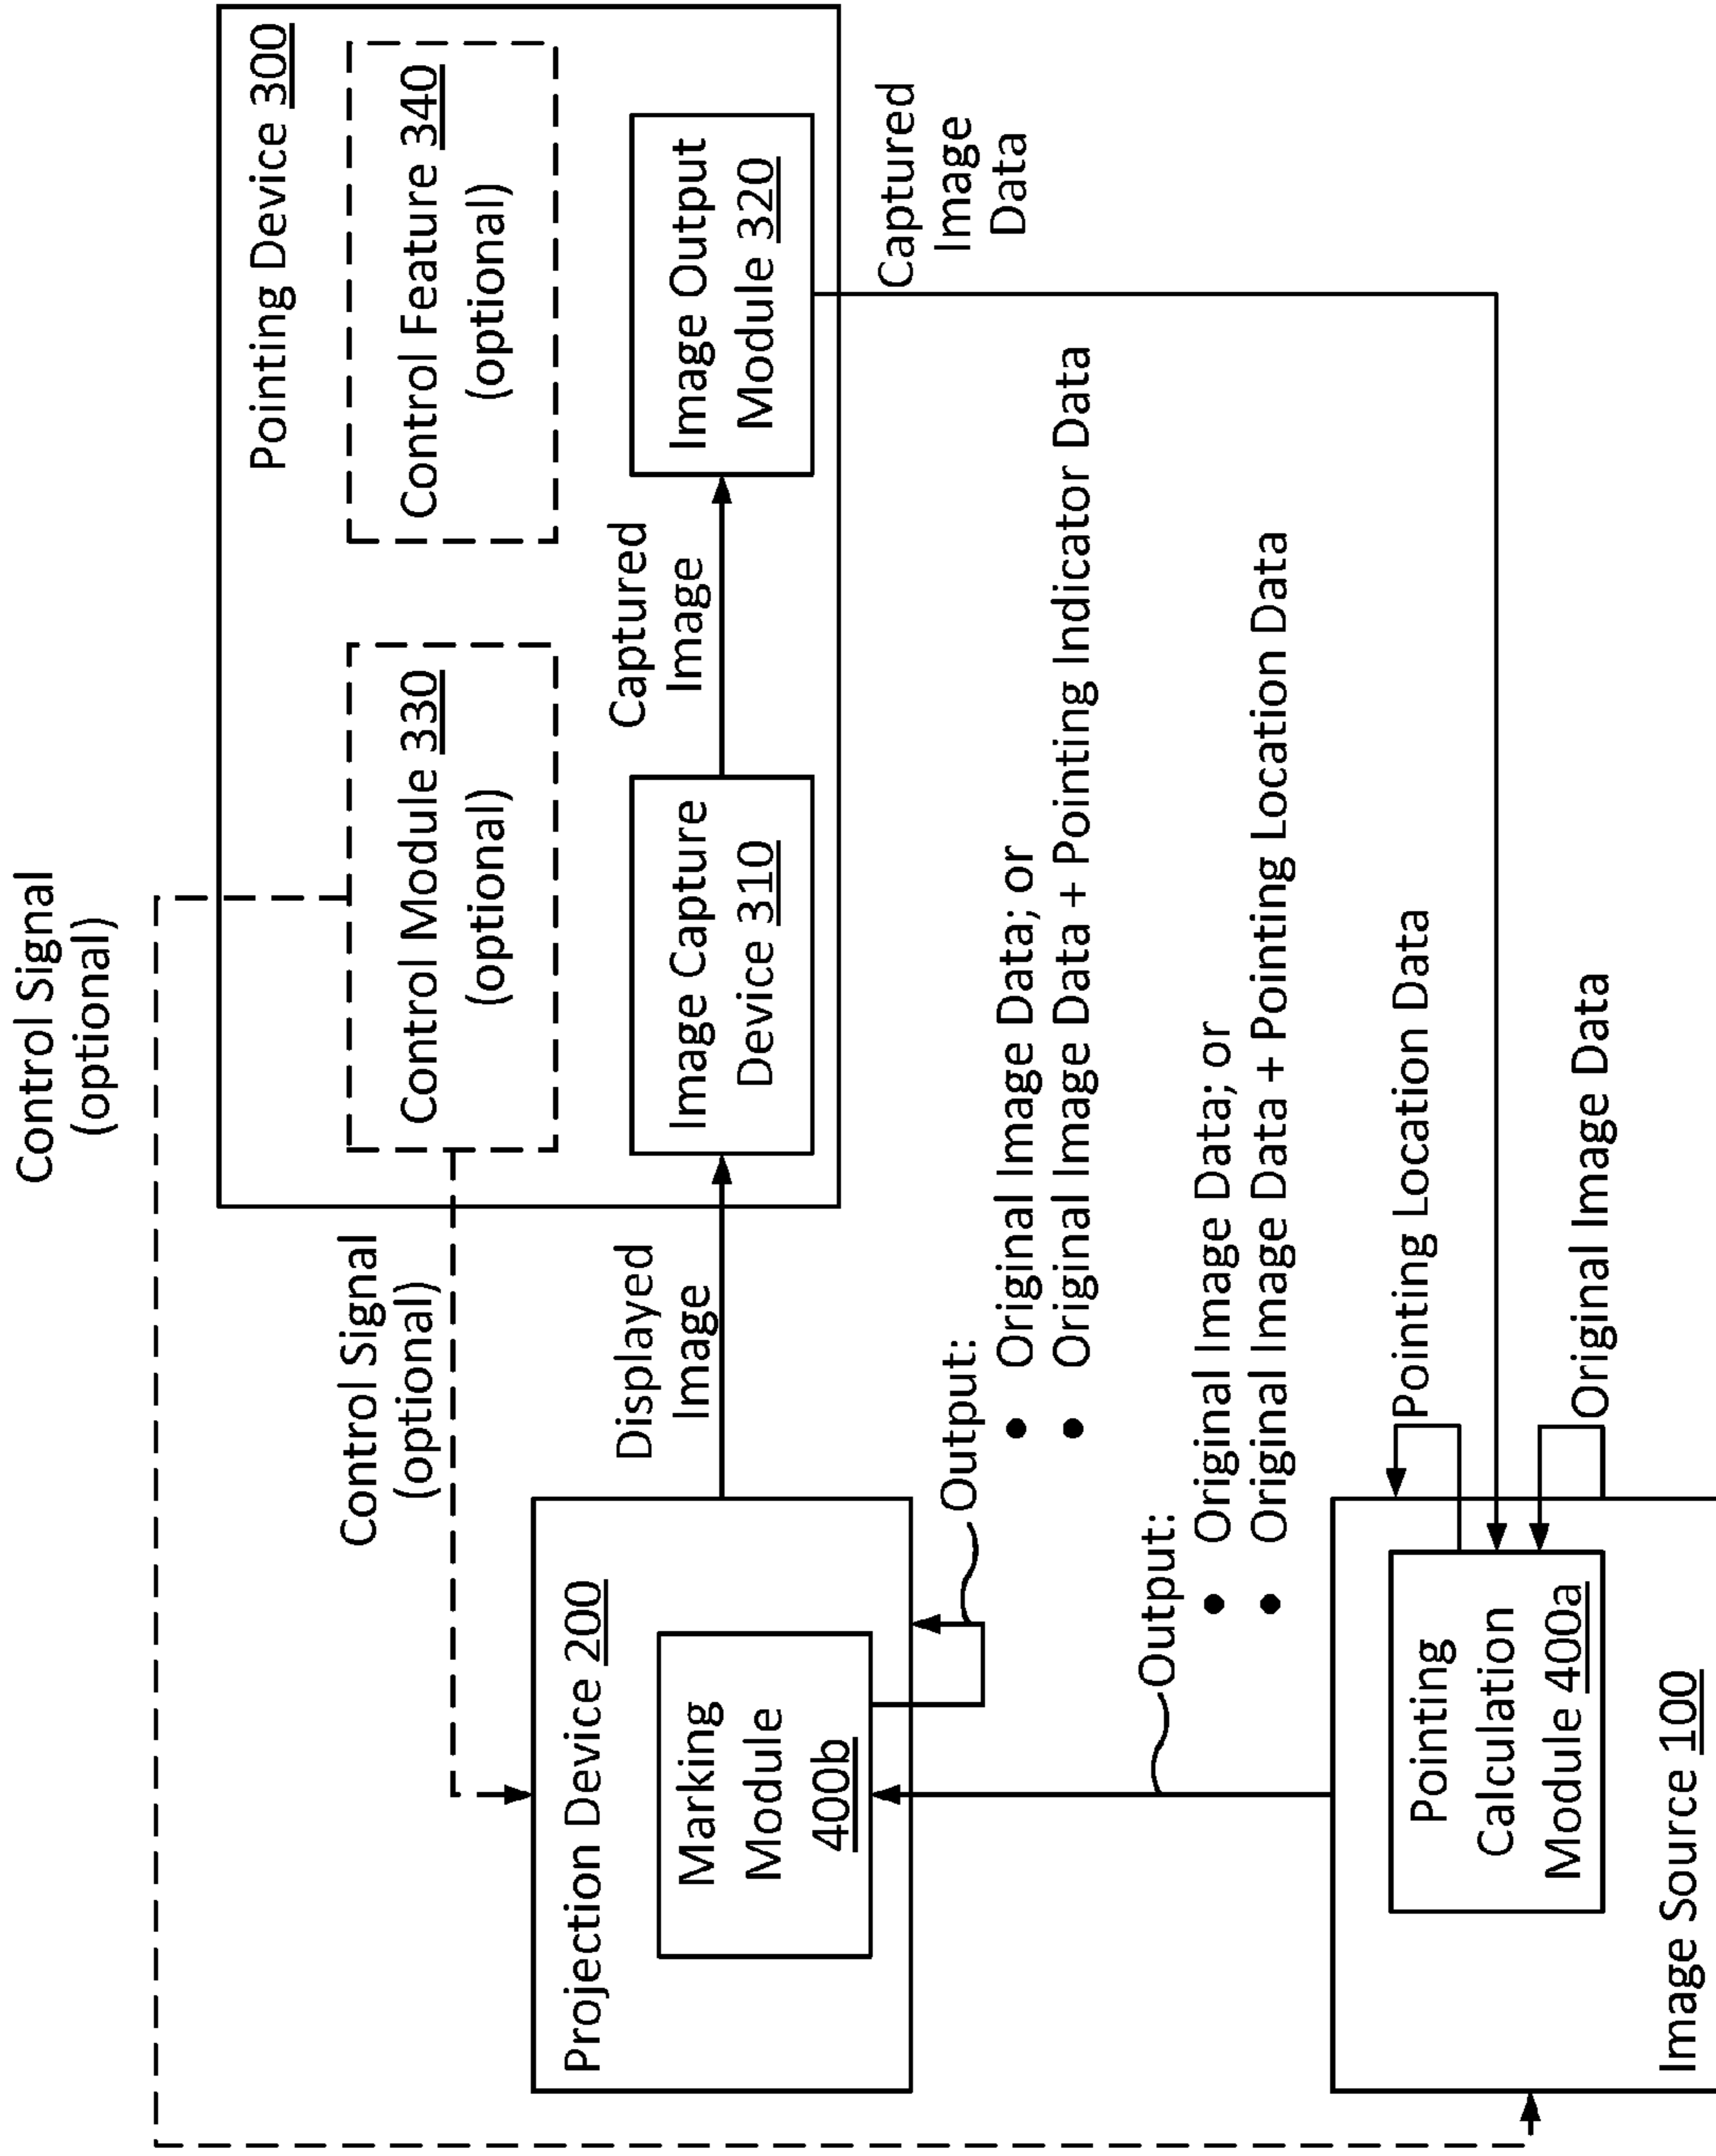 Control Signal
(optional)
Pointing Device 300
Control Module 330
(optional)
Control Feature 340
(optional)
Control Signal
(optional)
Projection Device 200
Marking
Module
400b
Displayed
Image
Image Capture
Device 310
Captured
Image
Image Output
Module 320
Captured
Image
Data
Output:
• Original Image Data; or
• Original Image Data + Pointing Indicator Data
Output:
• Original Image Data; or
• Original Image Data + Pointing Location Data
Pointing Location Data
Pointing
Calculation
Module 400a
Original Image Data
Image Source 100